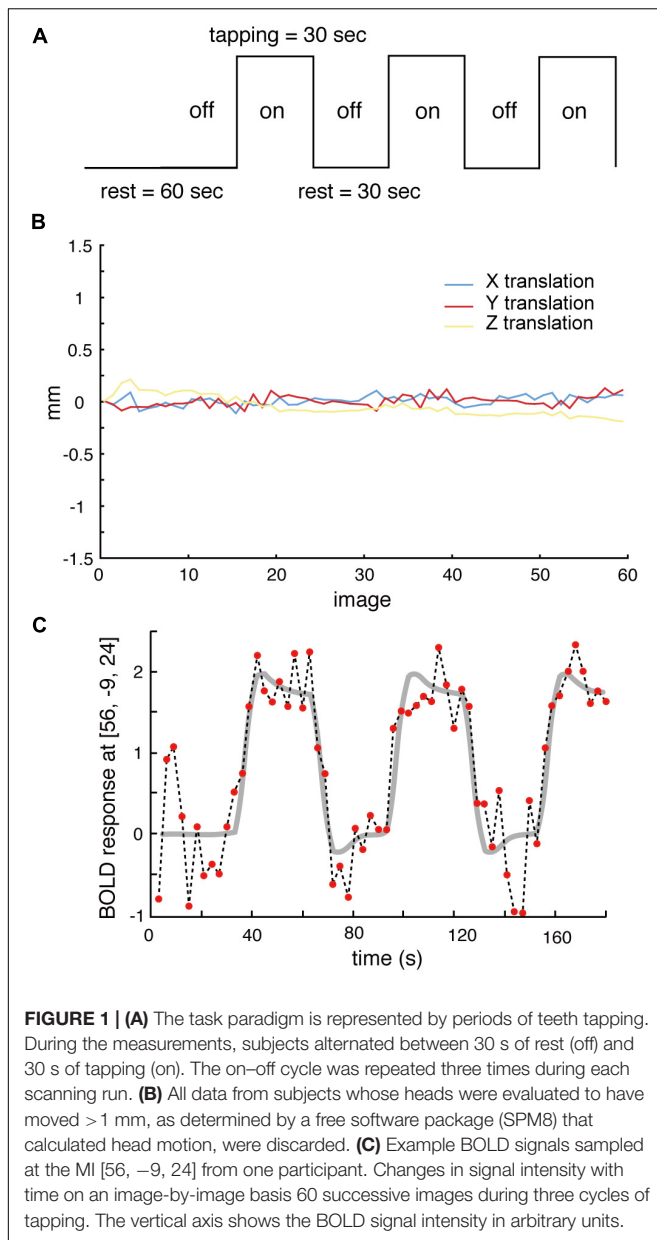 A
tapping = 30 sec
off on off on off on
rest = 60 sec rest = 30 sec
B
1.5
1
0.5
0
-0.5
-1
-1.5
mm
X translation
Y translation
Z translation
0 10 20 30 40 50 60
image
C
BOLD response at [56, -9, 24]
2
1
0
-1
0 40 80 120 160
time (s)
FIGURE 1 | (A) The task paradigm is represented by periods of teeth tapping.
During the measurements, subjects alternated between 30 s of rest (off) and
30 s of tapping (on). The on–off cycle was repeated three times during each
scanning run. (B) All data from subjects whose heads were evaluated to have
moved >1 mm, as determined by a free software package (SPM8) that
calculated head motion, were discarded. (C) Example BOLD signals sampled
at the MI [56, −9, 24] from one participant. Changes in signal intensity with
time on an image-by-image basis 60 successive images during three cycles of
tapping. The vertical axis shows the BOLD signal intensity in arbitrary units.